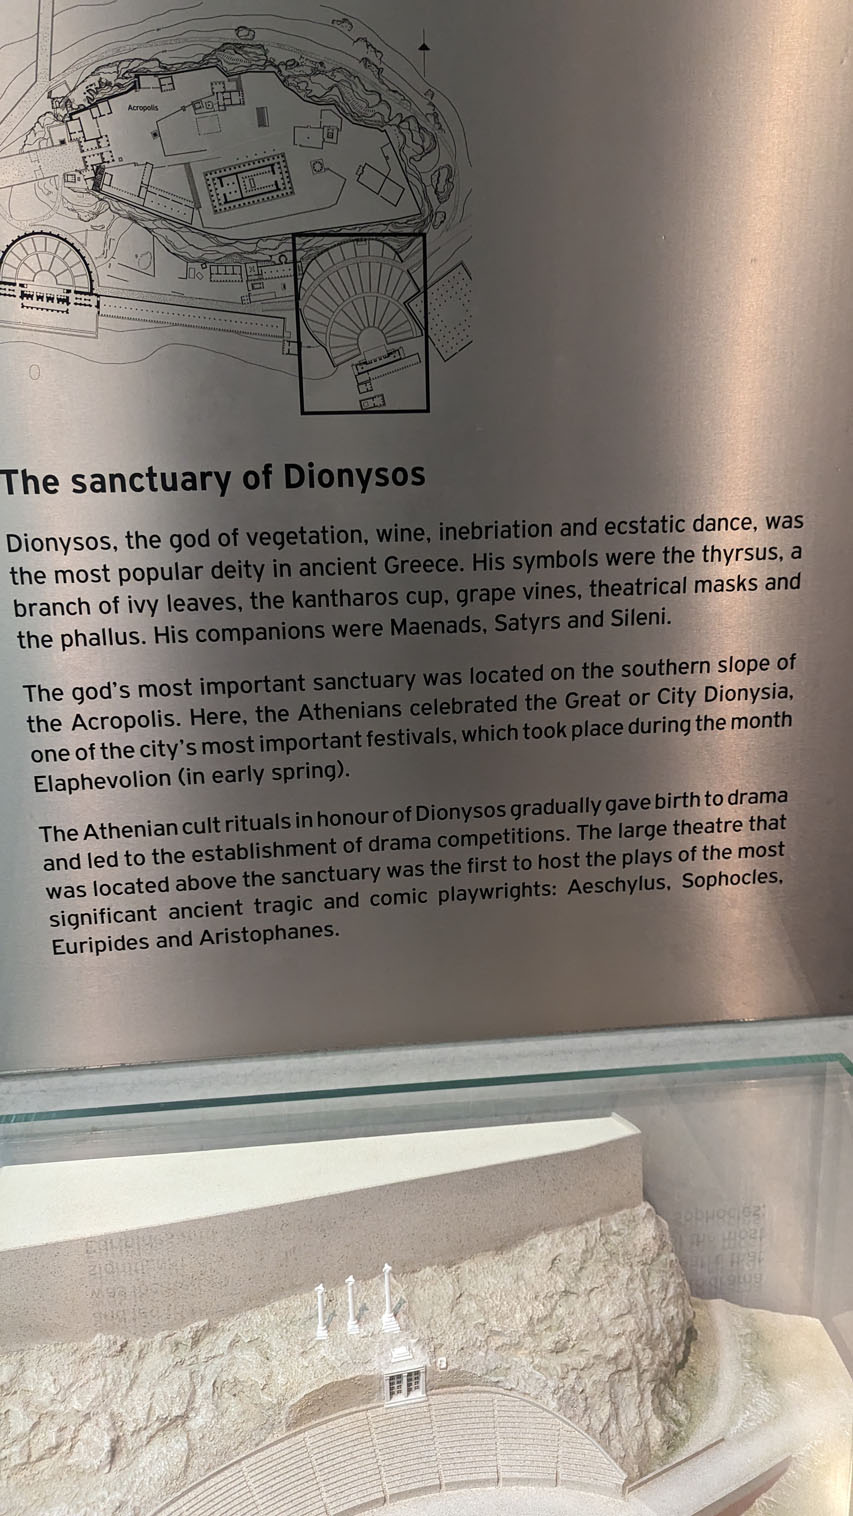 Acropolis
The sanctuary of Dionysos
Dionysos, the god of vegetation, wine, inebriation and ecstatic dance, was
the most popular deity in ancient Greece. His symbols were the thyrsus, a
branch of ivy leaves, the kantharos cup, grape vines, theatrical masks and
the phallus. His companions were Maenads, Satyrs and Sileni.
The god's most important sanctuary was located on the southern slope of
the Acropolis. Here, the Athenians celebrated the Great or City Dionysia,
one of the city's most important festivals, which took place during the month
Elaphevolion (in early spring).
The Athenian cult rituals in honour of Dionysos gradually gave birth to drama
and led to the establishment of drama competitions. The large theatre that
was located above the sanctuary was the first to host the plays of the most
significant ancient tragic and comic playwrights: Aeschylus, Sophocles,
Euripides and Aristophanes.